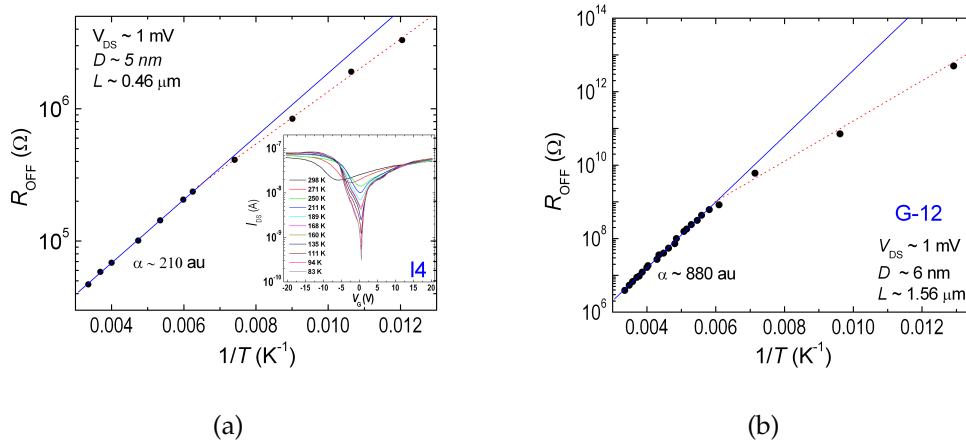 V_DS ~ 1 mV
D ~ 5 nm
L ~ 0.46 μm
10^6
10^5
R_OFF (Ω)
α ~ 210 au
0.004 0.006 0.008 0.010 0.012
1/T (K^-1)
10^-7
10^-8
10^-9
10^-10
I_DS (A)
298 K
271 K
250 K
211 K
189 K
168 K
160 K
135 K
111 K
94 K
83 K
I4
-20 -15 -10 -5 0 5 10 15 20
V_G (V)
(a)
10^14
10^12
10^10
10^8
10^6
R_OFF (Ω)
G-12
V_DS ~ 1 mV
D ~ 6 nm
L ~ 1.56 μm
α ~ 880 au
0.004 0.006 0.008 0.010 0.012
1/T (K^-1)
(b)